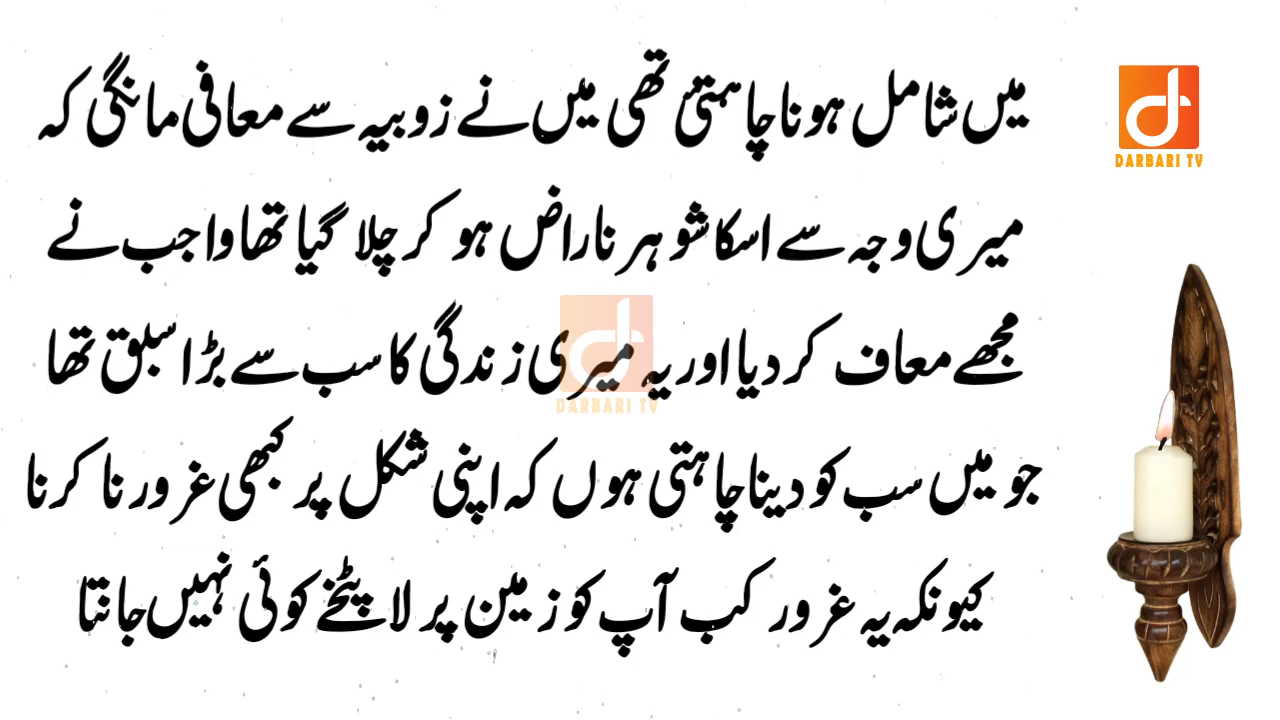 میں شامل ہونا چاہتی تھی میں نے زوبیہ سے معافی مانگی کہ
میری وجہ سے اسکا شوہر ناراض ہو کر چلا گیا تھا واجب نے
مجھے معاف کر دیا اور یہ میری زندگی کا سب سے بڑا سبق تھا
جو میں سب کو دینا چاہتی ہوں کہ اپنی شکل پر کبھی غرور نا کرنا
کیونکہ یہ غرور کب آپ کو زمین پر لا پٹخے کوئی نہیں جانتا
DARBARI TV
DARBARI TV